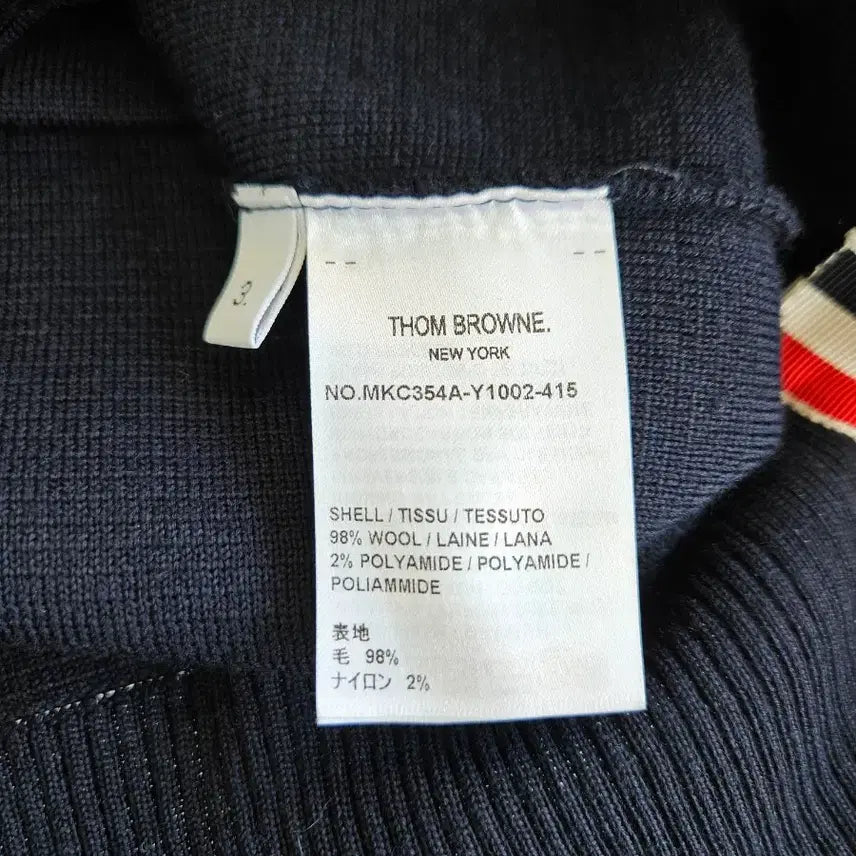 3.
THOM BROWNE.
NEW YORK
NO.MKC354A-Y1002-415
SHELL / TISSU / TESSUTO
98% WOOL / LAINE / LANA
2% POLYAMIDE / POLYAMIDE /
POLIAMMIDE
表地
毛 98%
ナイロン 2%